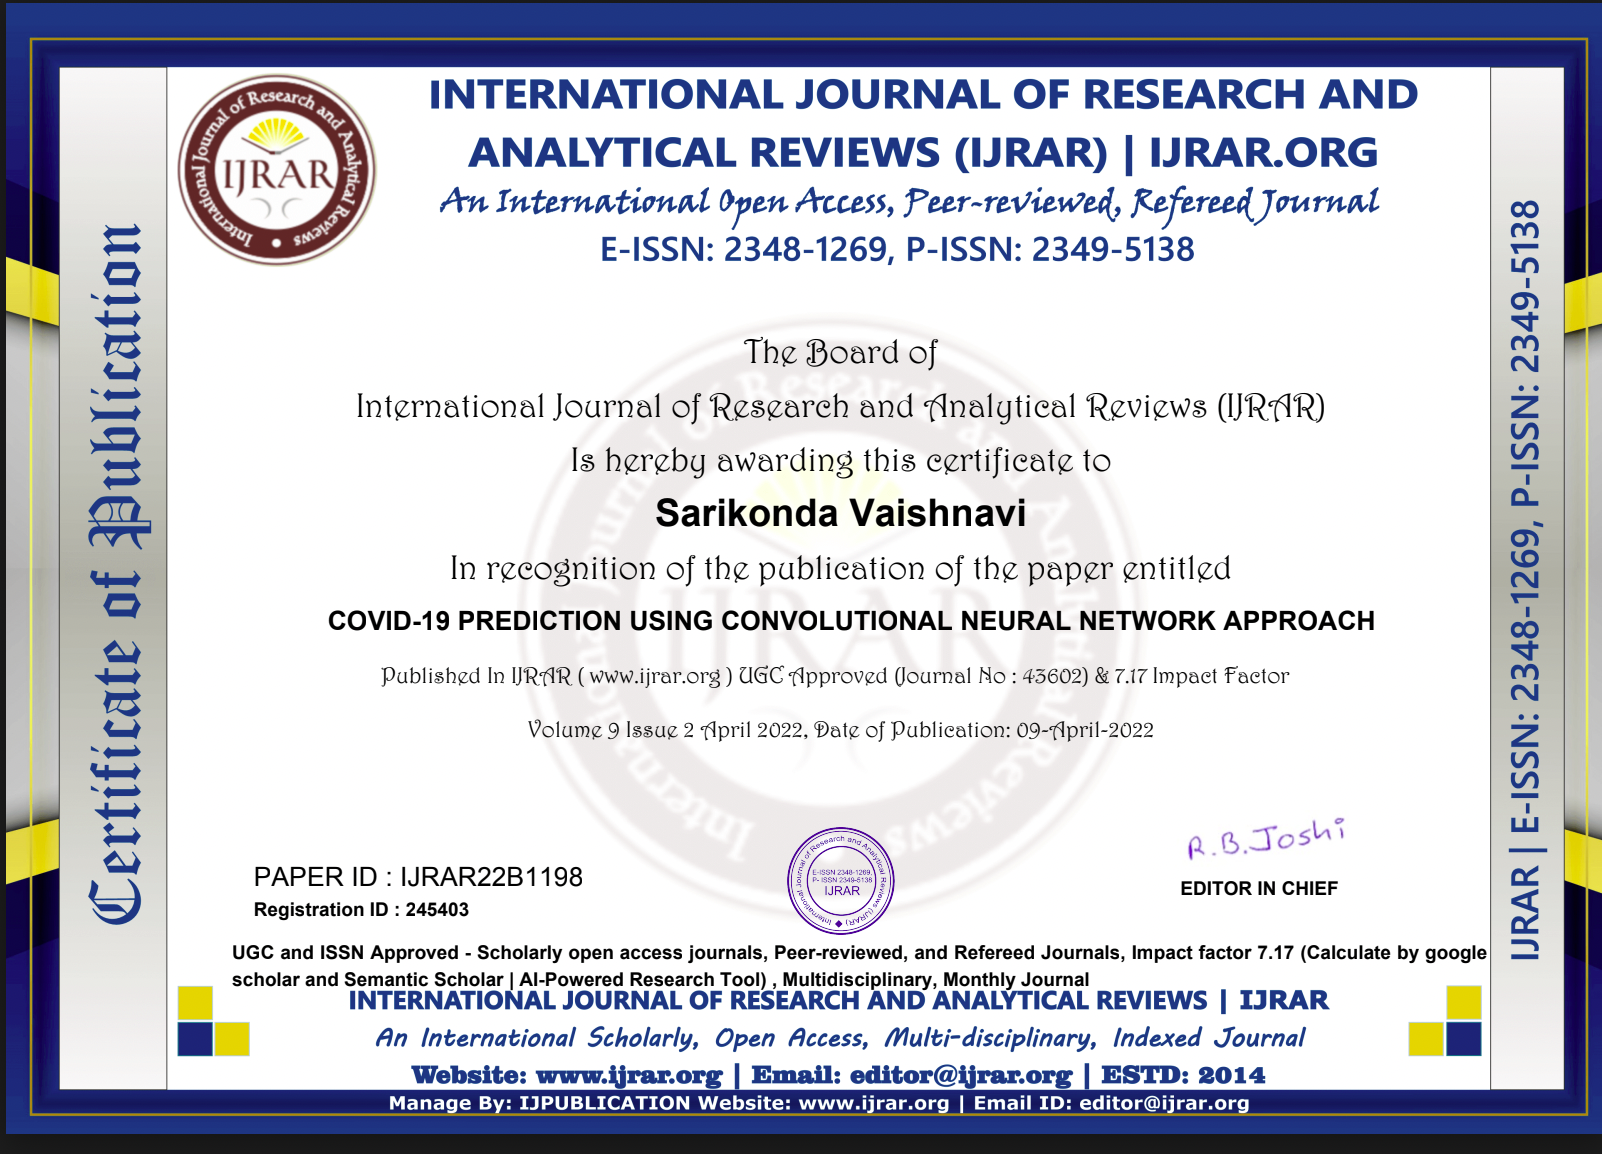 INTERNATIONAL JOURNAL OF RESEARCH AND
ANALYTICAL REVIEWS (IJRAR) | IJRAR.ORG
An International Open Access, Peer-reviewed, Refereed Journal
E-ISSN: 2348-1269, P-ISSN: 2349-5138
International Journal of Research and Analytical Reviews
IJRAR
Certificate of Publication
The Board of
International Journal of Research and Analytical Reviews (IJRAR)
Is hereby awarding this certificate to
Sarikonda Vaishnavi
In recognition of the publication of the paper entitled
COVID-19 PREDICTION USING CONVOLUTIONAL NEURAL NETWORK APPROACH
Published In IJRAR ( www.ijrar.org ) UGC Approved (Journal No : 43602) & 7.17 Impact Factor
Volume 9 Issue 2 April 2022, Date of Publication: 09-April-2022
International Journal of Research and Analytical Reviews
IJRAR
PAPER ID : IJRAR22B1198
Registration ID : 245403
International Journal of Research and Analytical Reviews (IJRAR)
E-ISSN 2348-1269,
P- ISSN 2349-5138
IJRAR
R.B.Joshi
EDITOR IN CHIEF
UGC and ISSN Approved - Scholarly open access journals, Peer-reviewed, and Refereed Journals, Impact factor 7.17 (Calculate by google
scholar and Semantic Scholar | AI-Powered Research Tool) , Multidisciplinary, Monthly Journal
INTERNATIONAL JOURNAL OF RESEARCH AND ANALYTICAL REVIEWS | IJRAR
An International Scholarly, Open Access, Multi-disciplinary, Indexed Journal
Website: www.ijrar.org | Email: editor@ijrar.org | ESTD: 2014
Manage By: IJPUBLICATION Website: www.ijrar.org | Email ID: editor@ijrar.org
IJRAR | E-ISSN: 2348-1269, P-ISSN: 2349-5138